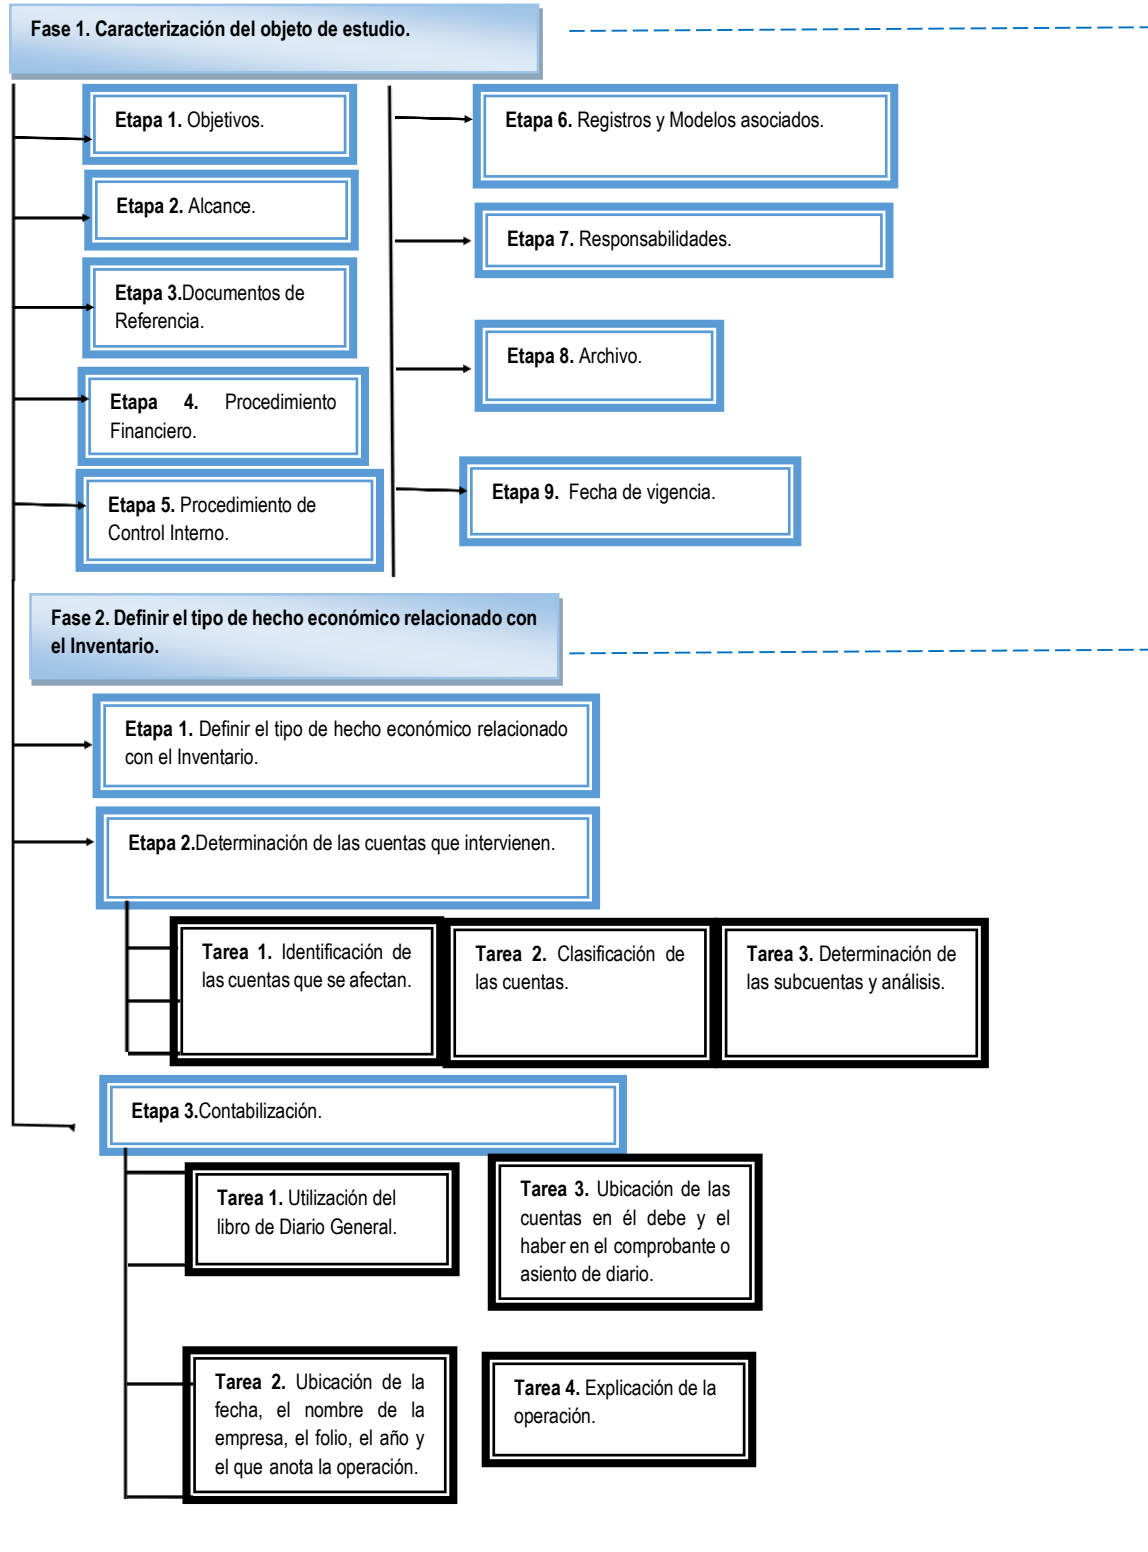 Fase 1. Caracterización del objeto de estudio.
Etapa 1. Objetivos.
Etapa 2. Alcance.
Etapa 3.Documentos de
Referencia.
Etapa 4. Procedimiento
Financiero.
Etapa 5. Procedimiento de
Control Interno.
Etapa 6. Registros y Modelos asociados.
Etapa 7. Responsabilidades.
Etapa 8. Archivo.
Etapa 9. Fecha de vigencia.
Fase 2. Definir el tipo de hecho económico relacionado con
el Inventario.
Etapa 1. Definir el tipo de hecho económico relacionado
con el Inventario.
Etapa 2.Determinación de las cuentas que intervienen.
Tarea 1. Identificación de
las cuentas que se afectan.
Tarea 2. Clasificación de
las cuentas.
Tarea 3. Determinación de
las subcuentas y análisis.
Etapa 3.Contabilización.
Tarea 1. Utilización del
libro de Diario General.
Tarea 3. Ubicación de las
cuentas en él debe y el
haber en el comprobante o
asiento de diario.
Tarea 2. Ubicación de la
fecha, el nombre de la
empresa, el folio, el año y
el que anota la operación.
Tarea 4. Explicación de la
operación.